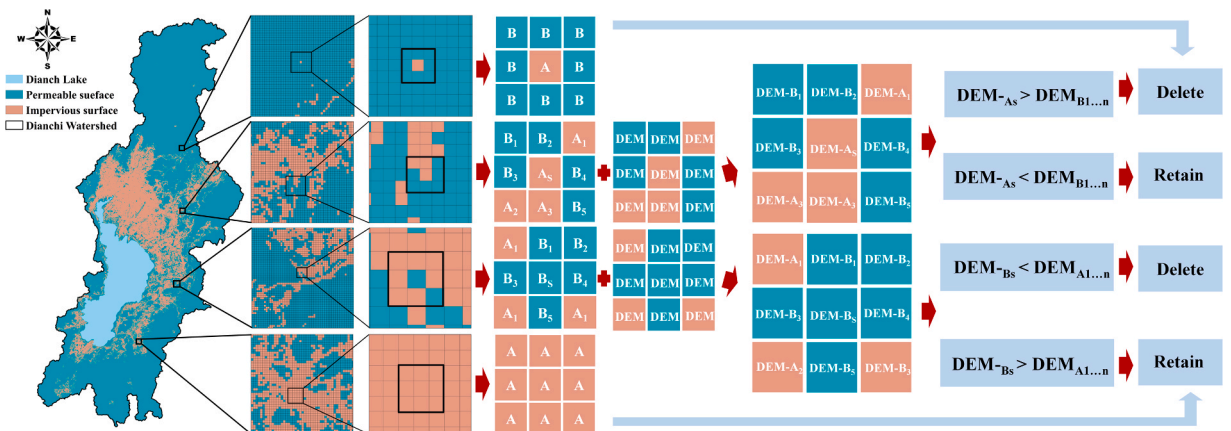 N
W E
S
Dianch Lake
Permeable sueface
Impervious surface
Dianchi Watershed
B B B
B A B
B B B
B1 B2 A1
B3 AS B4
A2 A3 B5
A1 B1 B2
B3 BS B4
A1 B5 A1
A A A
A A A
A A A
DEM DEM DEM
DEM DEM DEM
DEM DEM DEM
DEM DEM DEM
DEM DEM DEM
DEM DEM DEM
DEM-B1 DEM-B2 DEM-A1
DEM-B3 DEM-AS DEM-B4
DEM-A3 DEM-A3 DEM-B5
DEM-A1 DEM-B1 DEM-B2
DEM-B3 DEM-BS DEM-B4
DEM-A2 DEM-B5 DEM-B3
DEM-As > DEMB1...n
Delete
DEM-As < DEMB1...n
Retain
DEM-Bs < DEMA1...n
Delete
DEM-Bs > DEMA1...n
Retain